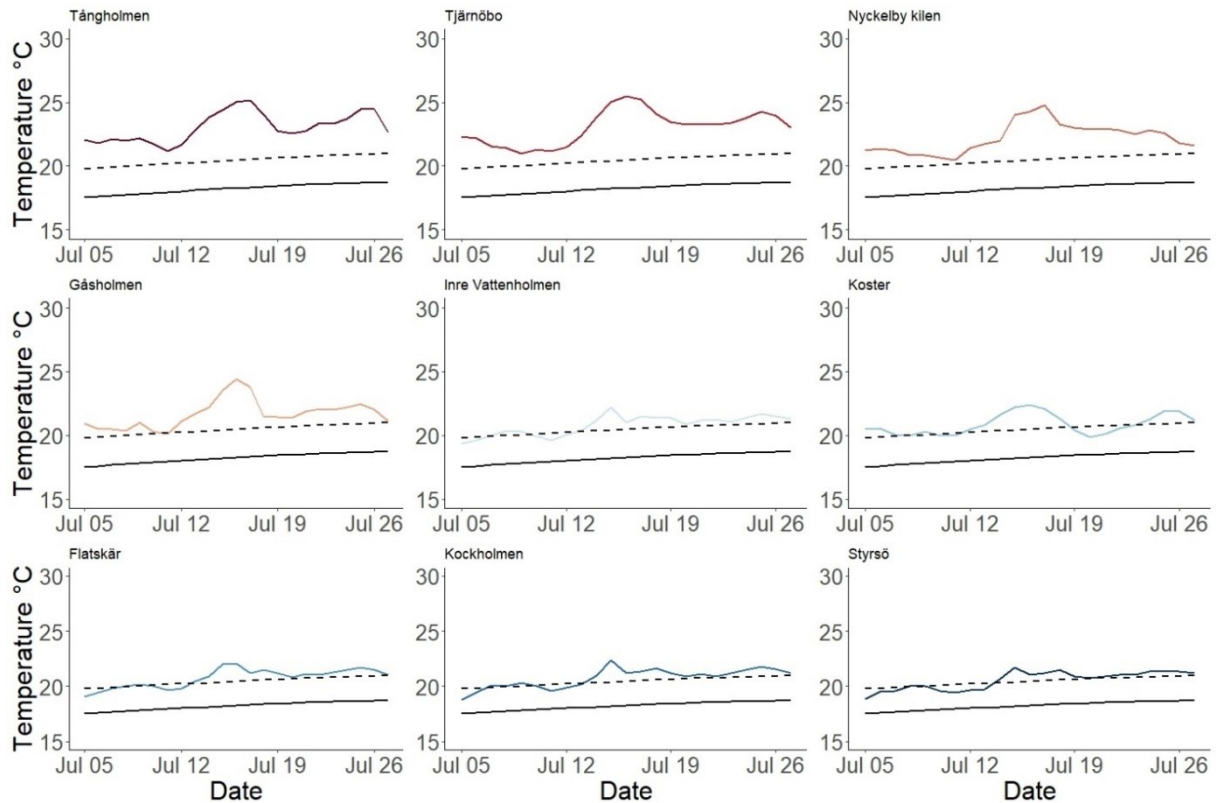 Tångholmen Tjärnöbo Nyckelby kilen
Temperature °C
30 30 30
25 25 25
20 20 20
15 15 15
Jul 05 Jul 12 Jul 19 Jul 26 Jul 05 Jul 12 Jul 19 Jul 26 Jul 05 Jul 12 Jul 19 Jul 26
Gåsholmen Inre Vattenholmen Koster
Temperature °C
30 30 30
25 25 25
20 20 20
15 15 15
Jul 05 Jul 12 Jul 19 Jul 26 Jul 05 Jul 12 Jul 19 Jul 26 Jul 05 Jul 12 Jul 19 Jul 26
Flatskär Kockholmen Styrsö
Temperature °C
30 30 30
25 25 25
20 20 20
15 15 15
Jul 05 Jul 12 Jul 19 Jul 26 Jul 05 Jul 12 Jul 19 Jul 26 Jul 05 Jul 12 Jul 19 Jul 26
Date Date Date